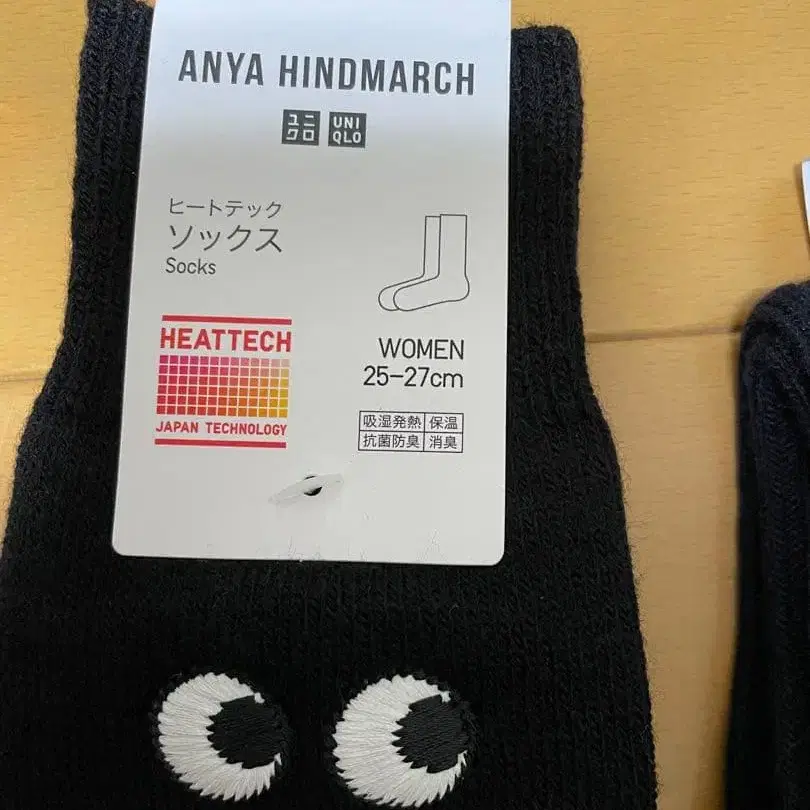 ANYA HINDMARCH
ユニクロ UNIQLO
ヒートテック
ソックス
Socks
HEATTECH
JAPAN TECHNOLOGY
WOMEN
25-27cm
吸湿発熱 保温
抗菌防臭 消臭